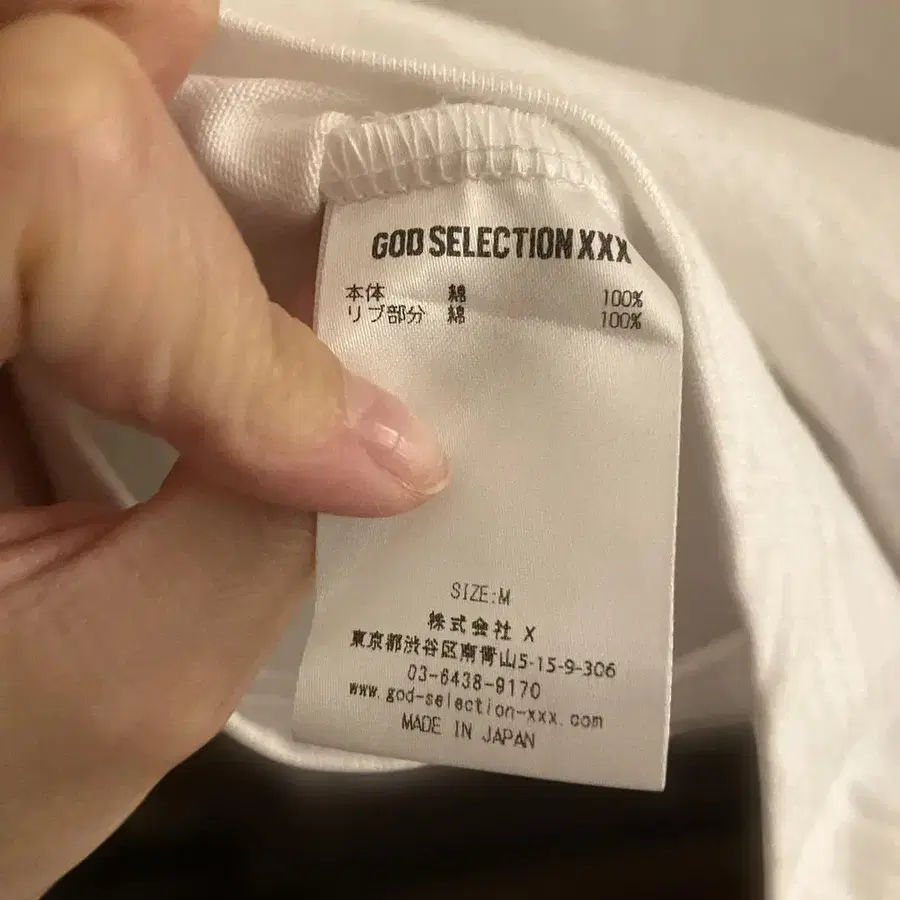 GOD SELECTION XXX
本体 綿 100%
リブ部分 綿 100%
SIZE:M
株式会社 X
東京都渋谷区南青山5-15-9-306
03-6438-9170
www.god-selection-xxx.com
MADE IN JAPAN